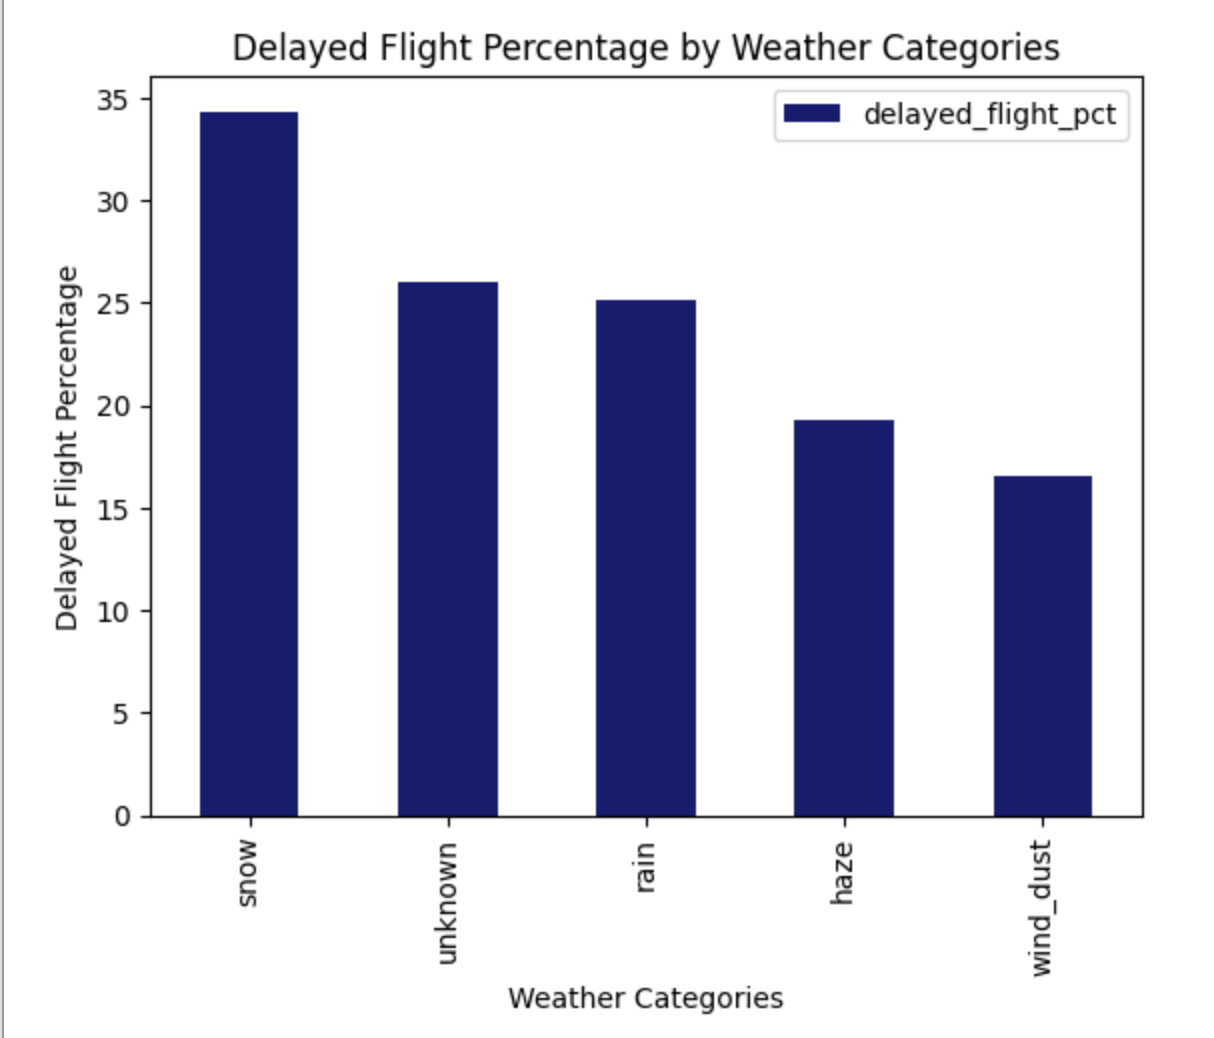 Delayed Flight Percentage by Weather Categories
delayed_flight_pct
Delayed Flight Percentage
35
30
25
20
15
10
5
0
snow
unknown
rain
haze
wind_dust
Weather Categories